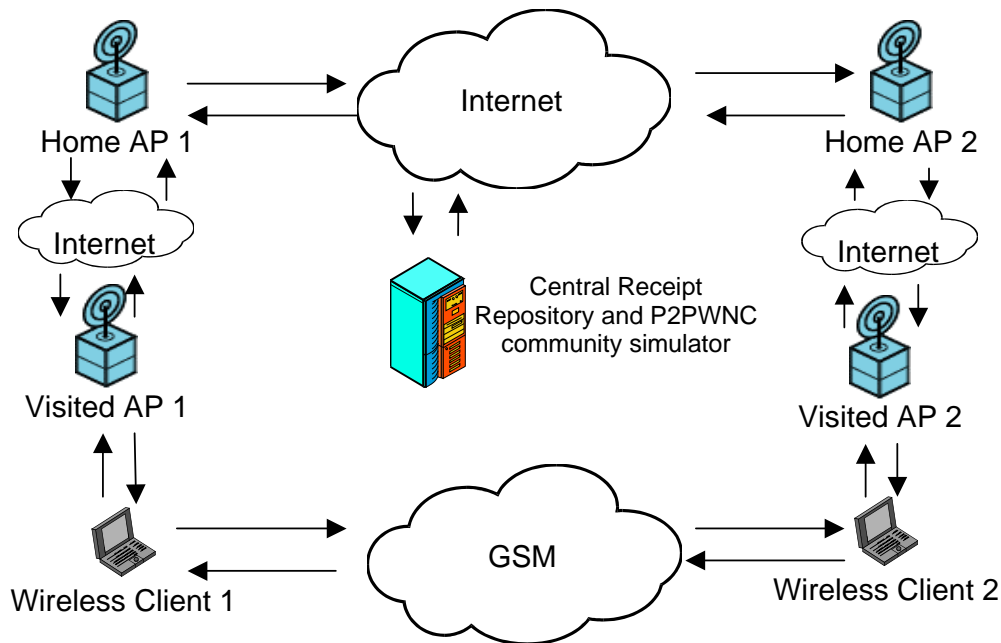 Internet
Home AP 1
Home AP 2
Internet
Internet
Central Receipt
Repository and P2PWNC
community simulator
Visited AP 1
Visited AP 2
GSM
Wireless Client 1
Wireless Client 2